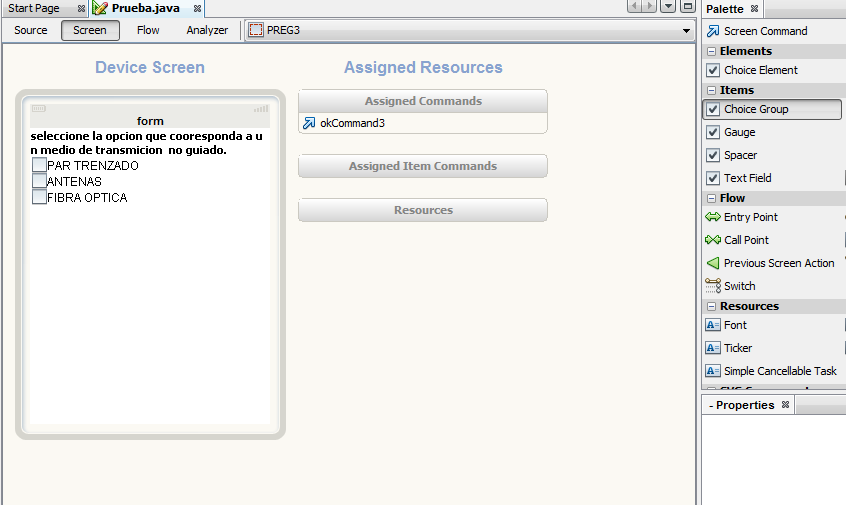 Start Page
Prueba.java
Source Screen Flow Analyzer PREG3
Device Screen
form
seleccione la opcion que cooresponda a u
n medio de transmicion no guiado.
PAR TRENZADO
ANTENAS
FIBRA OPTICA
Assigned Resources
Assigned Commands
okCommand3
Assigned Item Commands
Resources
Palette
Screen Command
Elements
Choice Element
Items
Choice Group
Gauge
Spacer
Text Field
Flow
Entry Point
Call Point
Previous Screen Action
Switch
Resources
Font
Ticker
Simple Cancellable Task
- Properties